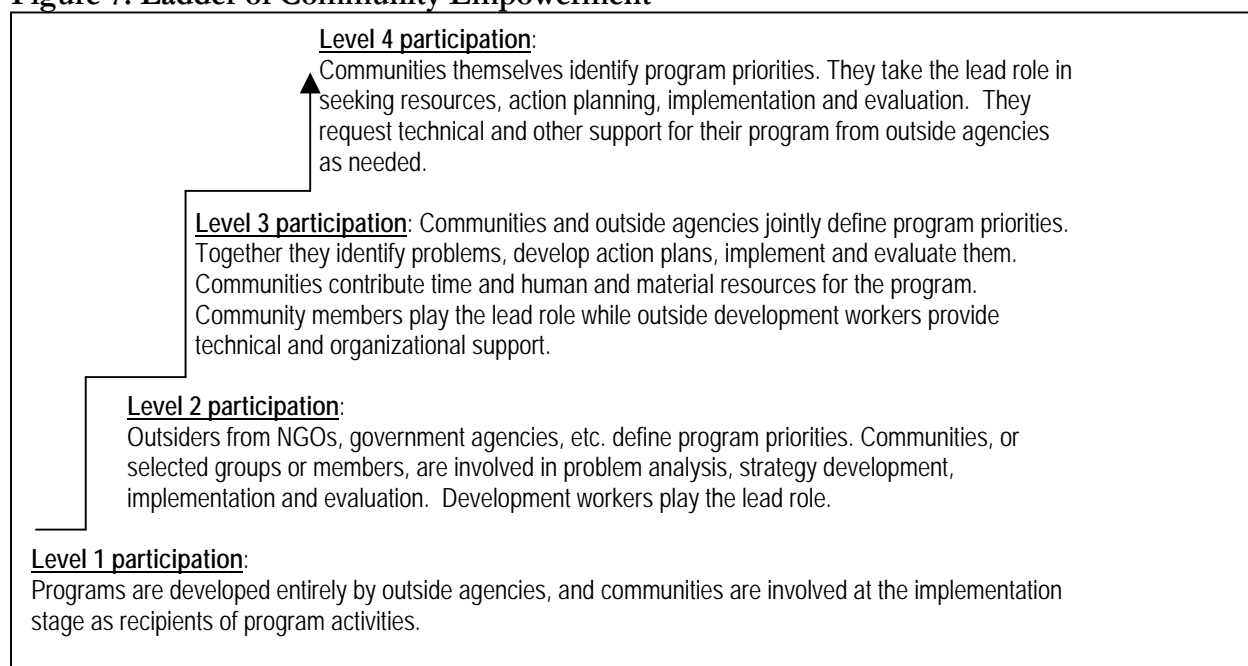 Figure 7. Ladder of Community Empowerment
Level 4 participation:
Communities themselves identify program priorities. They take the lead role in
seeking resources, action planning, implementation and evaluation.  They
request technical and other support for their program from outside agencies
as needed.
Level 3 participation: Communities and outside agencies jointly define program priorities.
Together they identify problems, develop action plans, implement and evaluate them.
Communities contribute time and human and material resources for the program.
Community members play the lead role while outside development workers provide
technical and organizational support.
Level 2 participation:
Outsiders from NGOs, government agencies, etc. define program priorities. Communities, or
selected groups or members, are involved in problem analysis, strategy development,
implementation and evaluation.  Development workers play the lead role.
Level 1 participation:
Programs are developed entirely by outside agencies, and communities are involved at the implementation
stage as recipients of program activities.